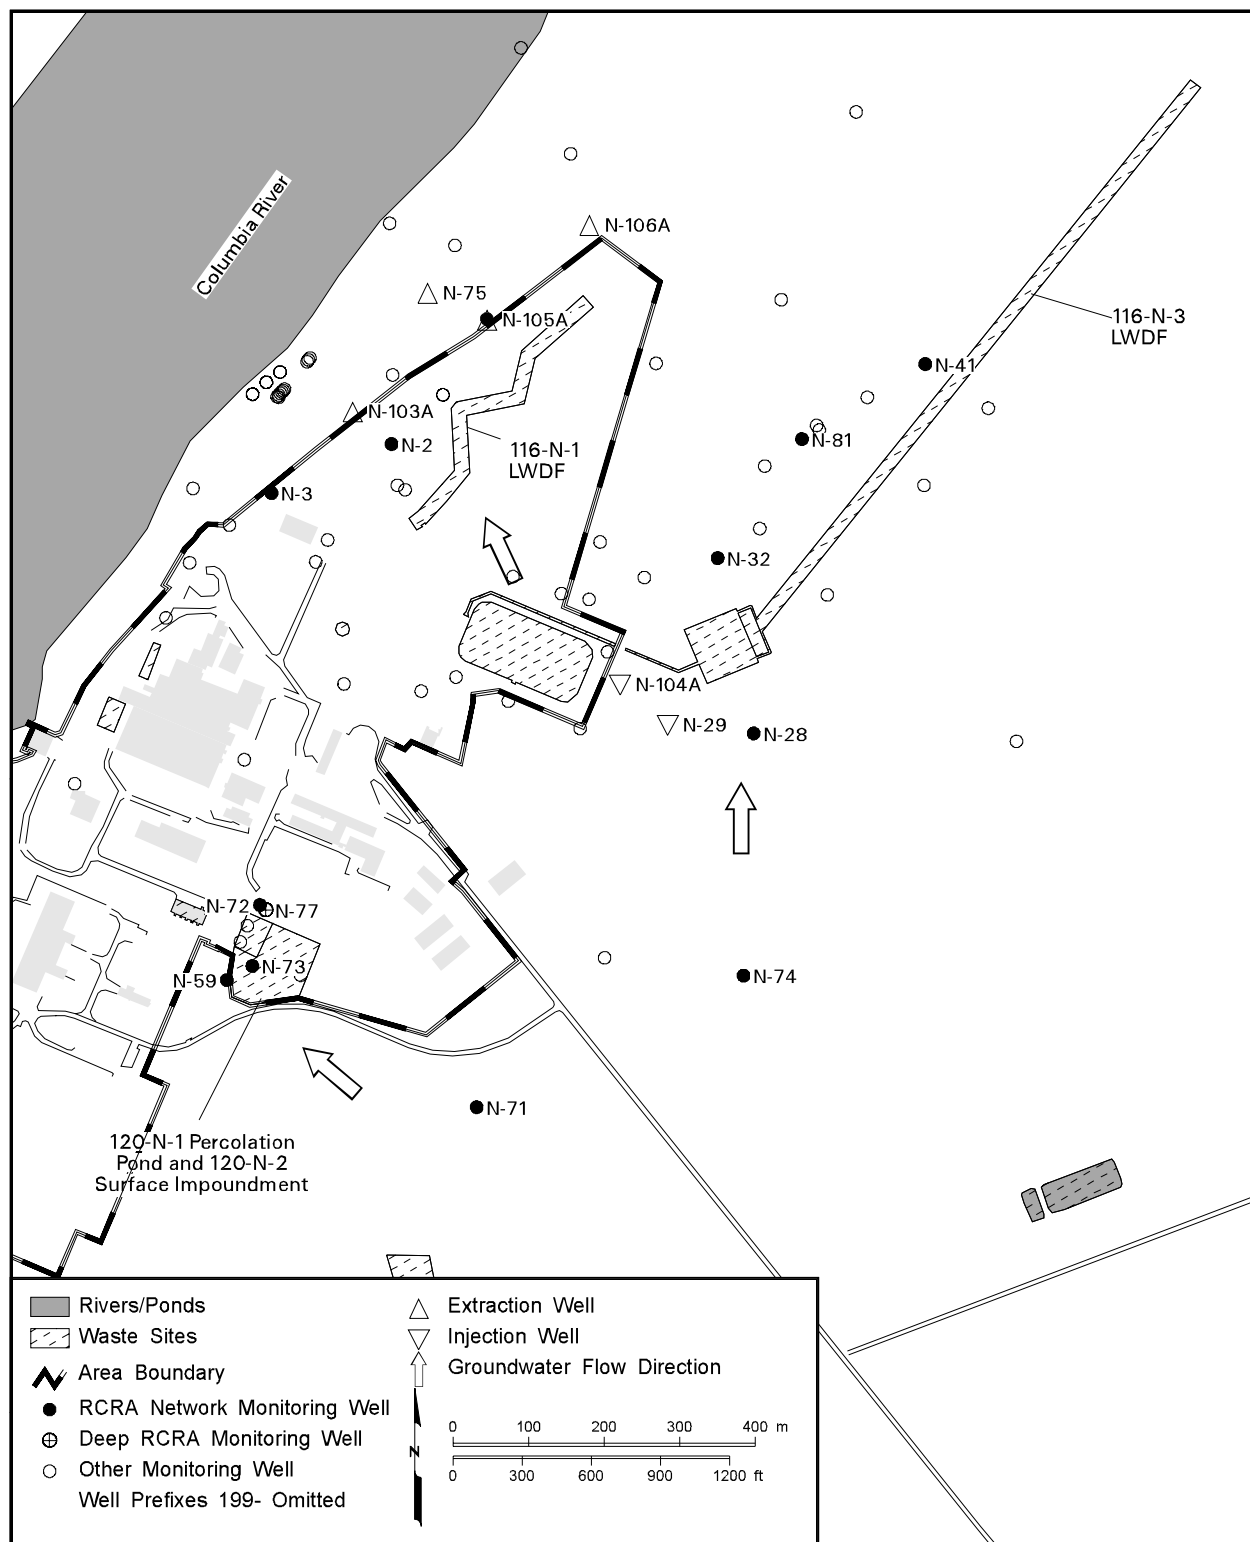 Columbia River
N-106A
N-75
N-105A
116-N-3
LWDF
N-41
N-103A
N-2
N-81
116-N-1
LWDF
N-3
N-32
N-104A
N-29
N-28
N-72
N-77
N-73
N-59
N-74
N-71
120-N-1 Percolation
Pond and 120-N-2
Surface Impoundment
Rivers/Ponds
Waste Sites
Area Boundary
RCRA Network Monitoring Well
Deep RCRA Monitoring Well
Other Monitoring Well
Well Prefixes 199- Omitted
Extraction Well
Injection Well
Groundwater Flow Direction
N
0 100 200 300 400 m
0 300 600 900 1200 ft